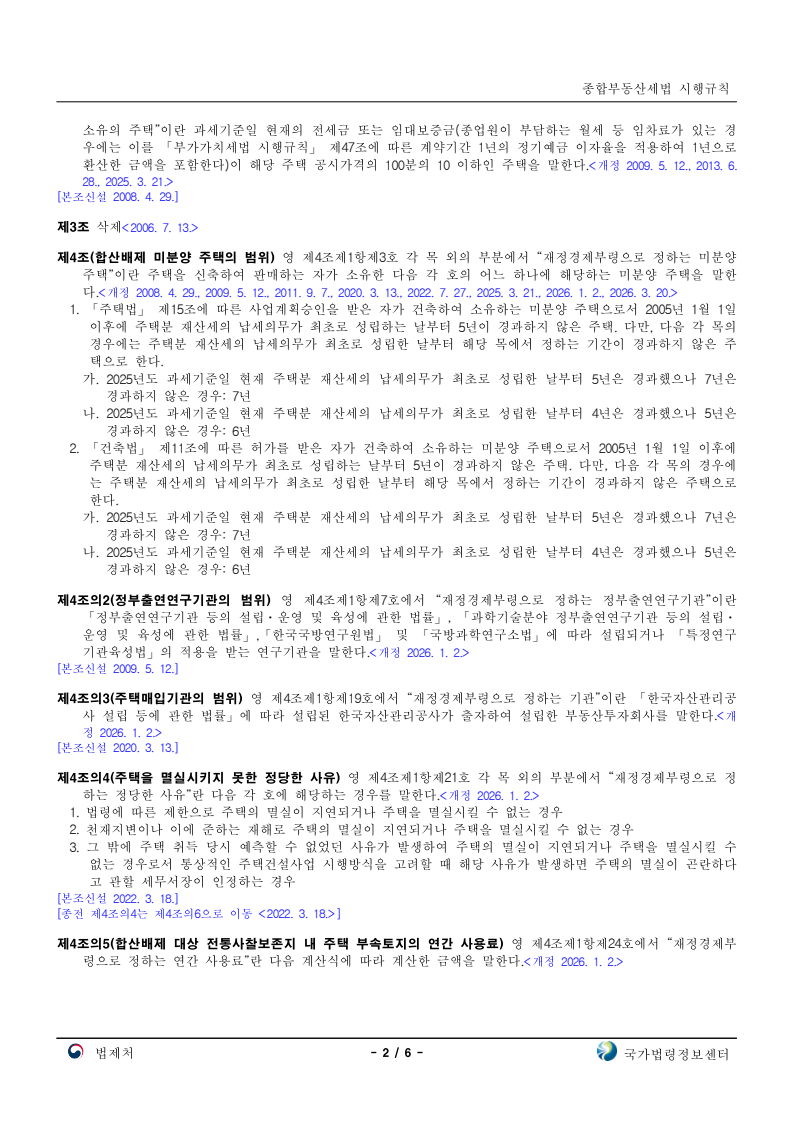 종합부동산세법 시행규칙
소유의 주택”이란 과세기준일 현재의 전세금 또는 임대보증금(종업원이 부담하는 월세 등 임차료가 있는 경
우에는 이를 「부가가치세법 시행규칙」 제47조에 따른 계약기간 1년의 정기예금 이자율을 적용하여 1년으로
환산한 금액을 포함한다)이 해당 주택 공시가격의 100분의 10 이하인 주택을 말한다.<개정 2009. 5. 12., 2013. 6.
28., 2025. 3. 21.>
[본조신설 2008. 4. 29.]
제3조 삭제<2006. 7. 13.>
제4조(합산배제 미분양 주택의 범위) 영 제4조제1항제3호 각 목 외의 부분에서 “재정경제부령으로 정하는 미분양
주택”이란 주택을 신축하여 판매하는 자가 소유한 다음 각 호의 어느 하나에 해당하는 미분양 주택을 말한
다.<개정 2008. 4. 29., 2009. 5. 12., 2011. 9. 7., 2020. 3. 13., 2022. 7. 27., 2025. 3. 21., 2026. 1. 2., 2026. 3. 20.>
1. 「주택법」 제15조에 따른 사업계획승인을 받은 자가 건축하여 소유하는 미분양 주택으로서 2005년 1월 1일
이후에 주택분 재산세의 납세의무가 최초로 성립하는 날부터 5년이 경과하지 않은 주택. 다만, 다음 각 목의
경우에는 주택분 재산세의 납세의무가 최초로 성립한 날부터 해당 목에서 정하는 기간이 경과하지 않은 주
택으로 한다.
가. 2025년도 과세기준일 현재 주택분 재산세의 납세의무가 최초로 성립한 날부터 5년은 경과했으나 7년은
경과하지 않은 경우: 7년
나. 2025년도 과세기준일 현재 주택분 재산세의 납세의무가 최초로 성립한 날부터 4년은 경과했으나 5년은
경과하지 않은 경우: 6년
2. 「건축법」 제11조에 따른 허가를 받은 자가 건축하여 소유하는 미분양 주택으로서 2005년 1월 1일 이후에
주택분 재산세의 납세의무가 최초로 성립하는 날부터 5년이 경과하지 않은 주택. 다만, 다음 각 목의 경우에
는 주택분 재산세의 납세의무가 최초로 성립한 날부터 해당 목에서 정하는 기간이 경과하지 않은 주택으로
한다.
가. 2025년도 과세기준일 현재 주택분 재산세의 납세의무가 최초로 성립한 날부터 5년은 경과했으나 7년은
경과하지 않은 경우: 7년
나. 2025년도 과세기준일 현재 주택분 재산세의 납세의무가 최초로 성립한 날부터 4년은 경과했으나 5년은
경과하지 않은 경우: 6년
제4조의2(정부출연연구기관의 범위) 영 제4조제1항제7호에서 “재정경제부령으로 정하는 정부출연연구기관”이란
「정부출연연구기관 등의 설립ㆍ운영 및 육성에 관한 법률」, 「과학기술분야 정부출연연구기관 등의 설립ㆍ
운영 및 육성에 관한 법률」,「한국국방연구원법」 및 「국방과학연구소법」에 따라 설립되거나 「특정연구
기관육성법」의 적용을 받는 연구기관을 말한다.<개정 2026. 1. 2.>
[본조신설 2009. 5. 12.]
제4조의3(주택매입기관의 범위) 영 제4조제1항제19호에서 “재정경제부령으로 정하는 기관”이란 「한국자산관리공
사 설립 등에 관한 법률」에 따라 설립된 한국자산관리공사가 출자하여 설립한 부동산투자회사를 말한다.<개
정 2026. 1. 2.>
[본조신설 2020. 3. 13.]
제4조의4(주택을 멸실시키지 못한 정당한 사유) 영 제4조제1항제21호 각 목 외의 부분에서 “재정경제부령으로 정
하는 정당한 사유”란 다음 각 호에 해당하는 경우를 말한다.<개정 2026. 1. 2.>
1. 법령에 따른 제한으로 주택의 멸실이 지연되거나 주택을 멸실시킬 수 없는 경우
2. 천재지변이나 이에 준하는 재해로 주택의 멸실이 지연되거나 주택을 멸실시킬 수 없는 경우
3. 그 밖에 주택 취득 당시 예측할 수 없었던 사유가 발생하여 주택의 멸실이 지연되거나 주택을 멸실시킬 수
없는 경우로서 통상적인 주택건설사업 시행방식을 고려할 때 해당 사유가 발생하면 주택의 멸실이 곤란하다
고 관할 세무서장이 인정하는 경우
[본조신설 2022. 3. 18.]
[종전 제4조의4는 제4조의6으로 이동 <2022. 3. 18.>]
제4조의5(합산배제 대상 전통사찰보존지 내 주택 부속토지의 연간 사용료) 영 제4조제1항제24호에서 “재정경제부
령으로 정하는 연간 사용료”란 다음 계산식에 따라 계산한 금액을 말한다.<개정 2026. 1. 2.>
법제처
- 2 / 6 -
국가법령정보센터